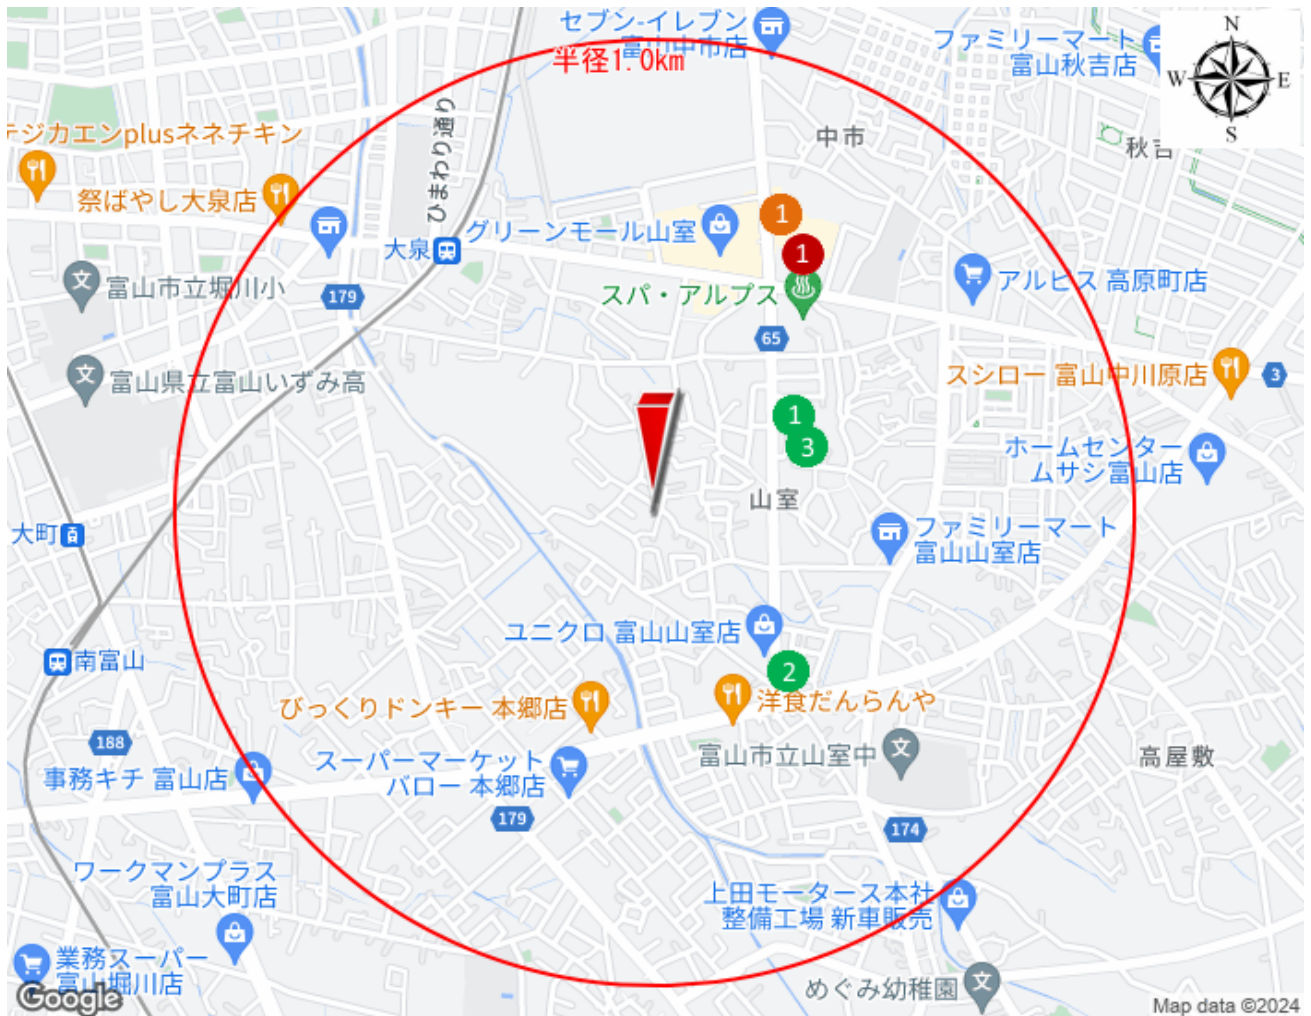 セブン-イレブン
富山中市店
半径1.0km
ファミリーマート
富山秋吉店
N
W
E
S
ひまわり通り
中市
秋吉
テジカエンplusネネチキン
祭ばやし大泉店
1
グリーンモール山室
大泉
1
富山市立堀川小
179
スパ・アルプス
アルビス 高原町店
65
富山県立富山いずみ高
スシロー 富山中川原店
3
1
3
ホームセンター
ムサシ富山店
山室
大町
ファミリーマート
富山山室店
ユニクロ 富山山室店
南富山
2
びっくりドンキー 本郷店
洋食だんらんや
188
富山市立山室中
高屋敷
事務キチ 富山店
スーパーマーケット
バロー 本郷店
179
174
ワークマンプラス
富山大町店
上田モータース本社
整備工場 新車販売
業務スーパー
富山堀川店
めぐみ幼稚園
Google
Map data ©2024